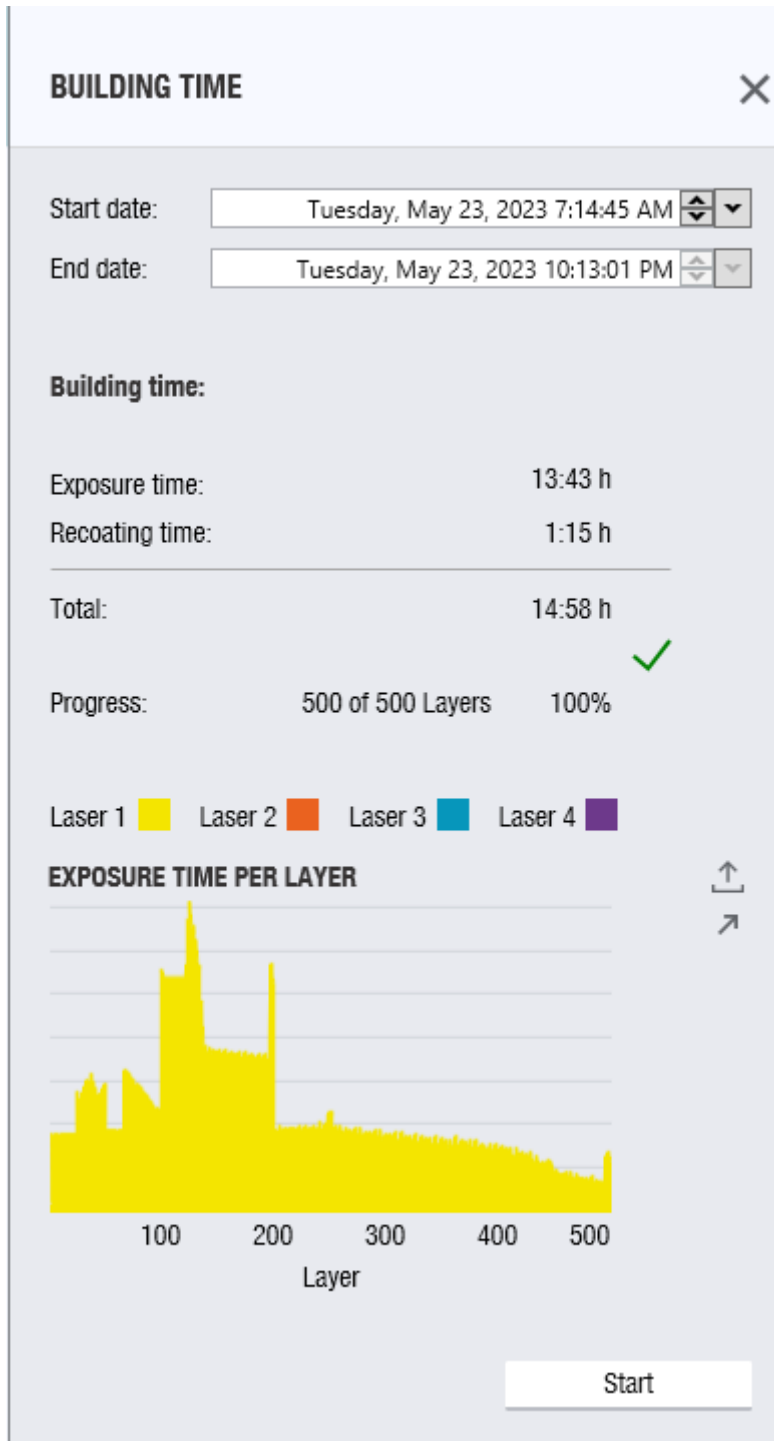 BUILDING TIME
Start date: Tuesday, May 23, 2023 7:14:45 AM
End date: Tuesday, May 23, 2023 10:13:01 PM
Building time:
Exposure time: 13:43 h
Recoating time: 1:15 h
Total: 14:58 h
Progress: 500 of 500 Layers 100%
Laser 1 Laser 2 Laser 3 Laser 4
EXPOSURE TIME PER LAYER
100 200 300 400 500
Layer
Start